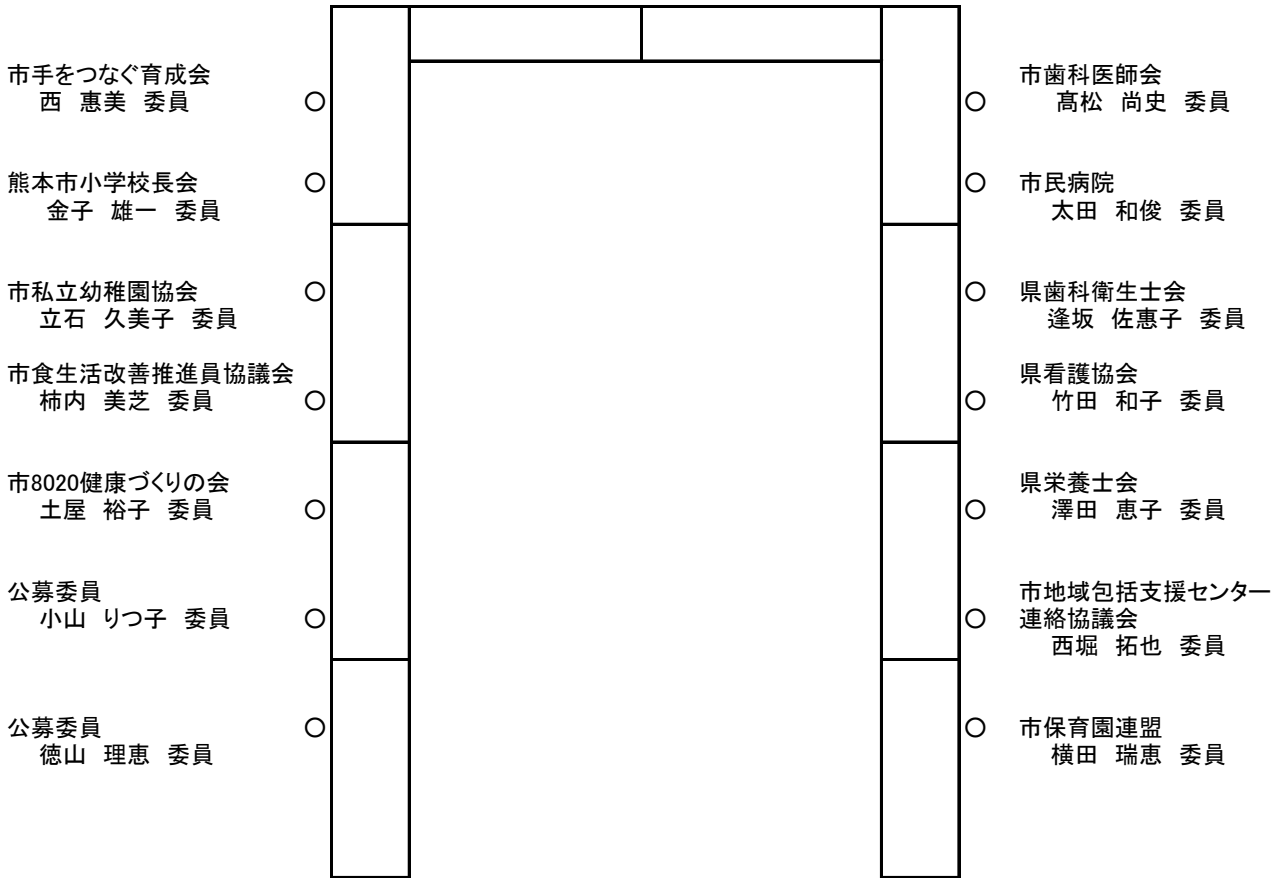 市手をつなぐ育成会
西 惠美 委員 ○
熊本市小学校長会 ○
金子 雄一 委員
市私立幼稚園協会 ○
立石 久美子 委員
市食生活改善推進員協議会
柿内 美芝 委員 ○
市8020健康づくりの会
土屋 裕子 委員 ○
公募委員
小山 りつ子 委員 ○
公募委員 ○
徳山 理恵 委員
市歯科医師会
○ 髙松 尚史 委員
○ 市民病院
太田 和俊 委員
○ 県歯科衛生士会
逢坂 佐惠子 委員
県看護協会
○ 竹田 和子 委員
県栄養士会
○ 澤田 恵子 委員
市地域包括支援センター
○ 連絡協議会
西堀 拓也 委員
○ 市保育園連盟
横田 瑞恵 委員